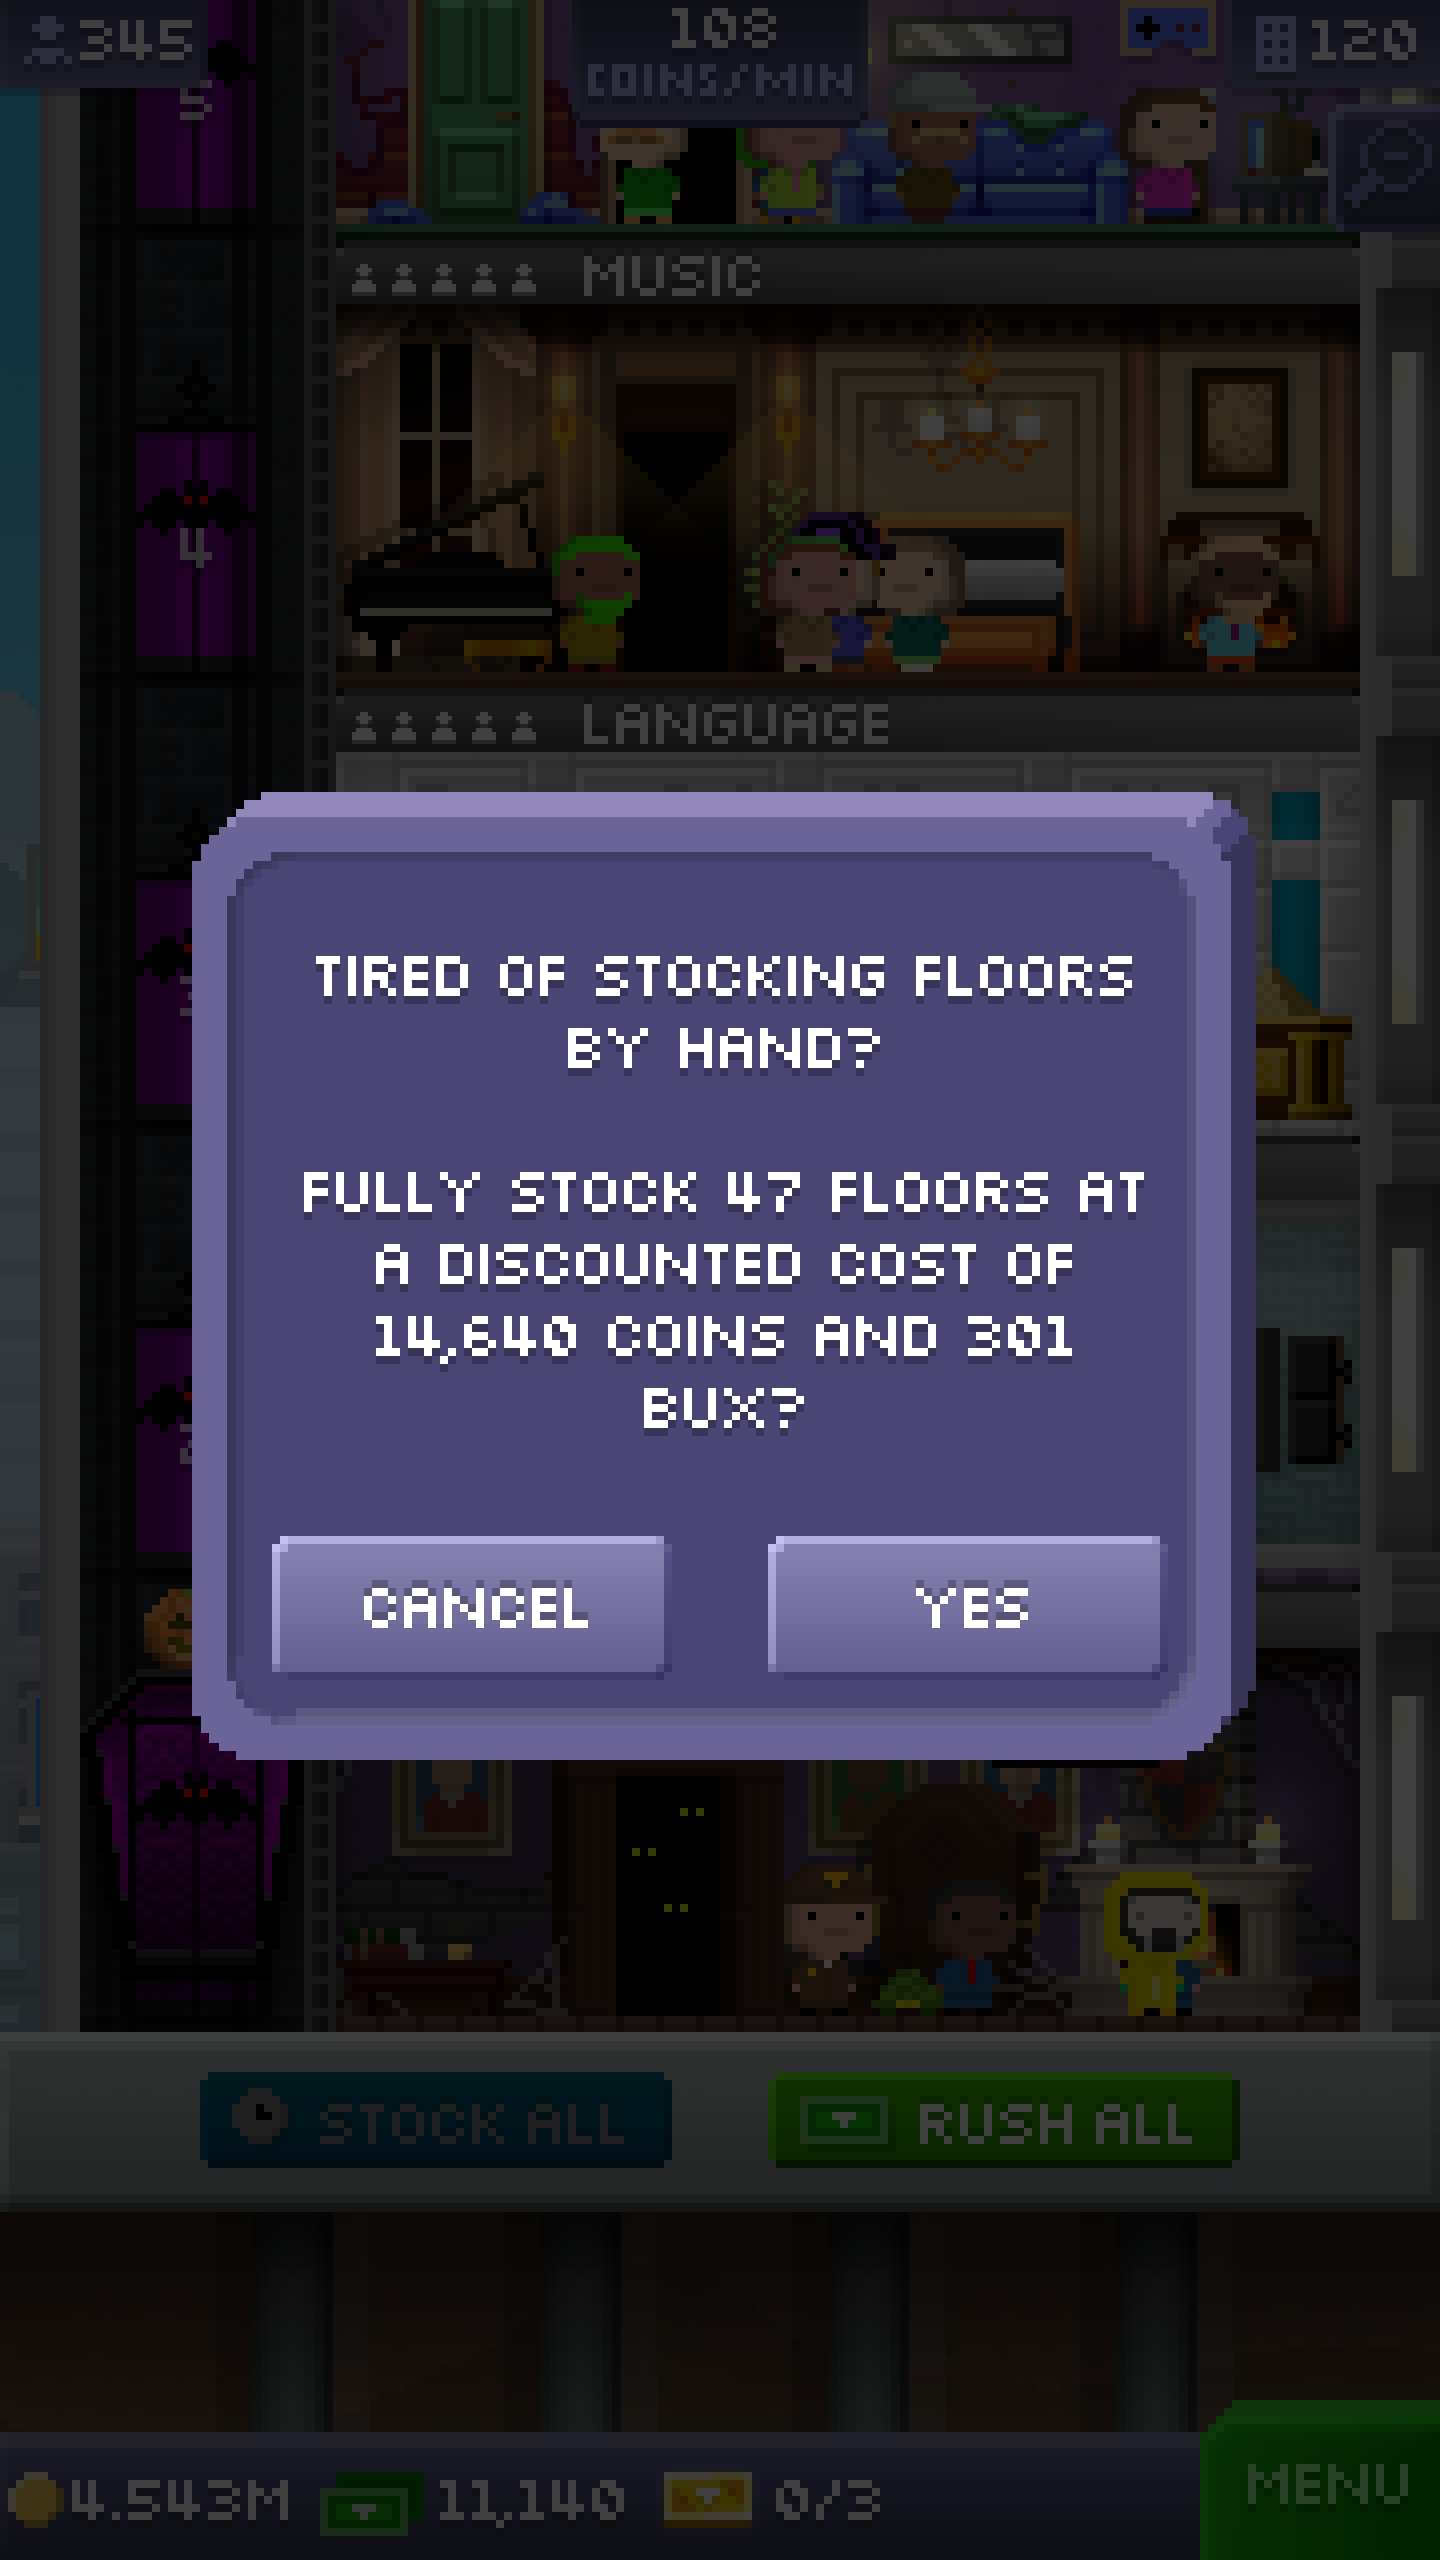 345
108
COINS/MIN
120
5
MUSIC
4
LANGUAGE
TIRED OF STOCKING FLOORS
BY HAND?
FULLY STOCK 47 FLOORS AT
A DISCOUNTED COST OF
14,640 COINS AND 301
BUX?
CANCEL
YES
STOCK ALL
RUSH ALL
4.543M
11,140
0/3
MENU